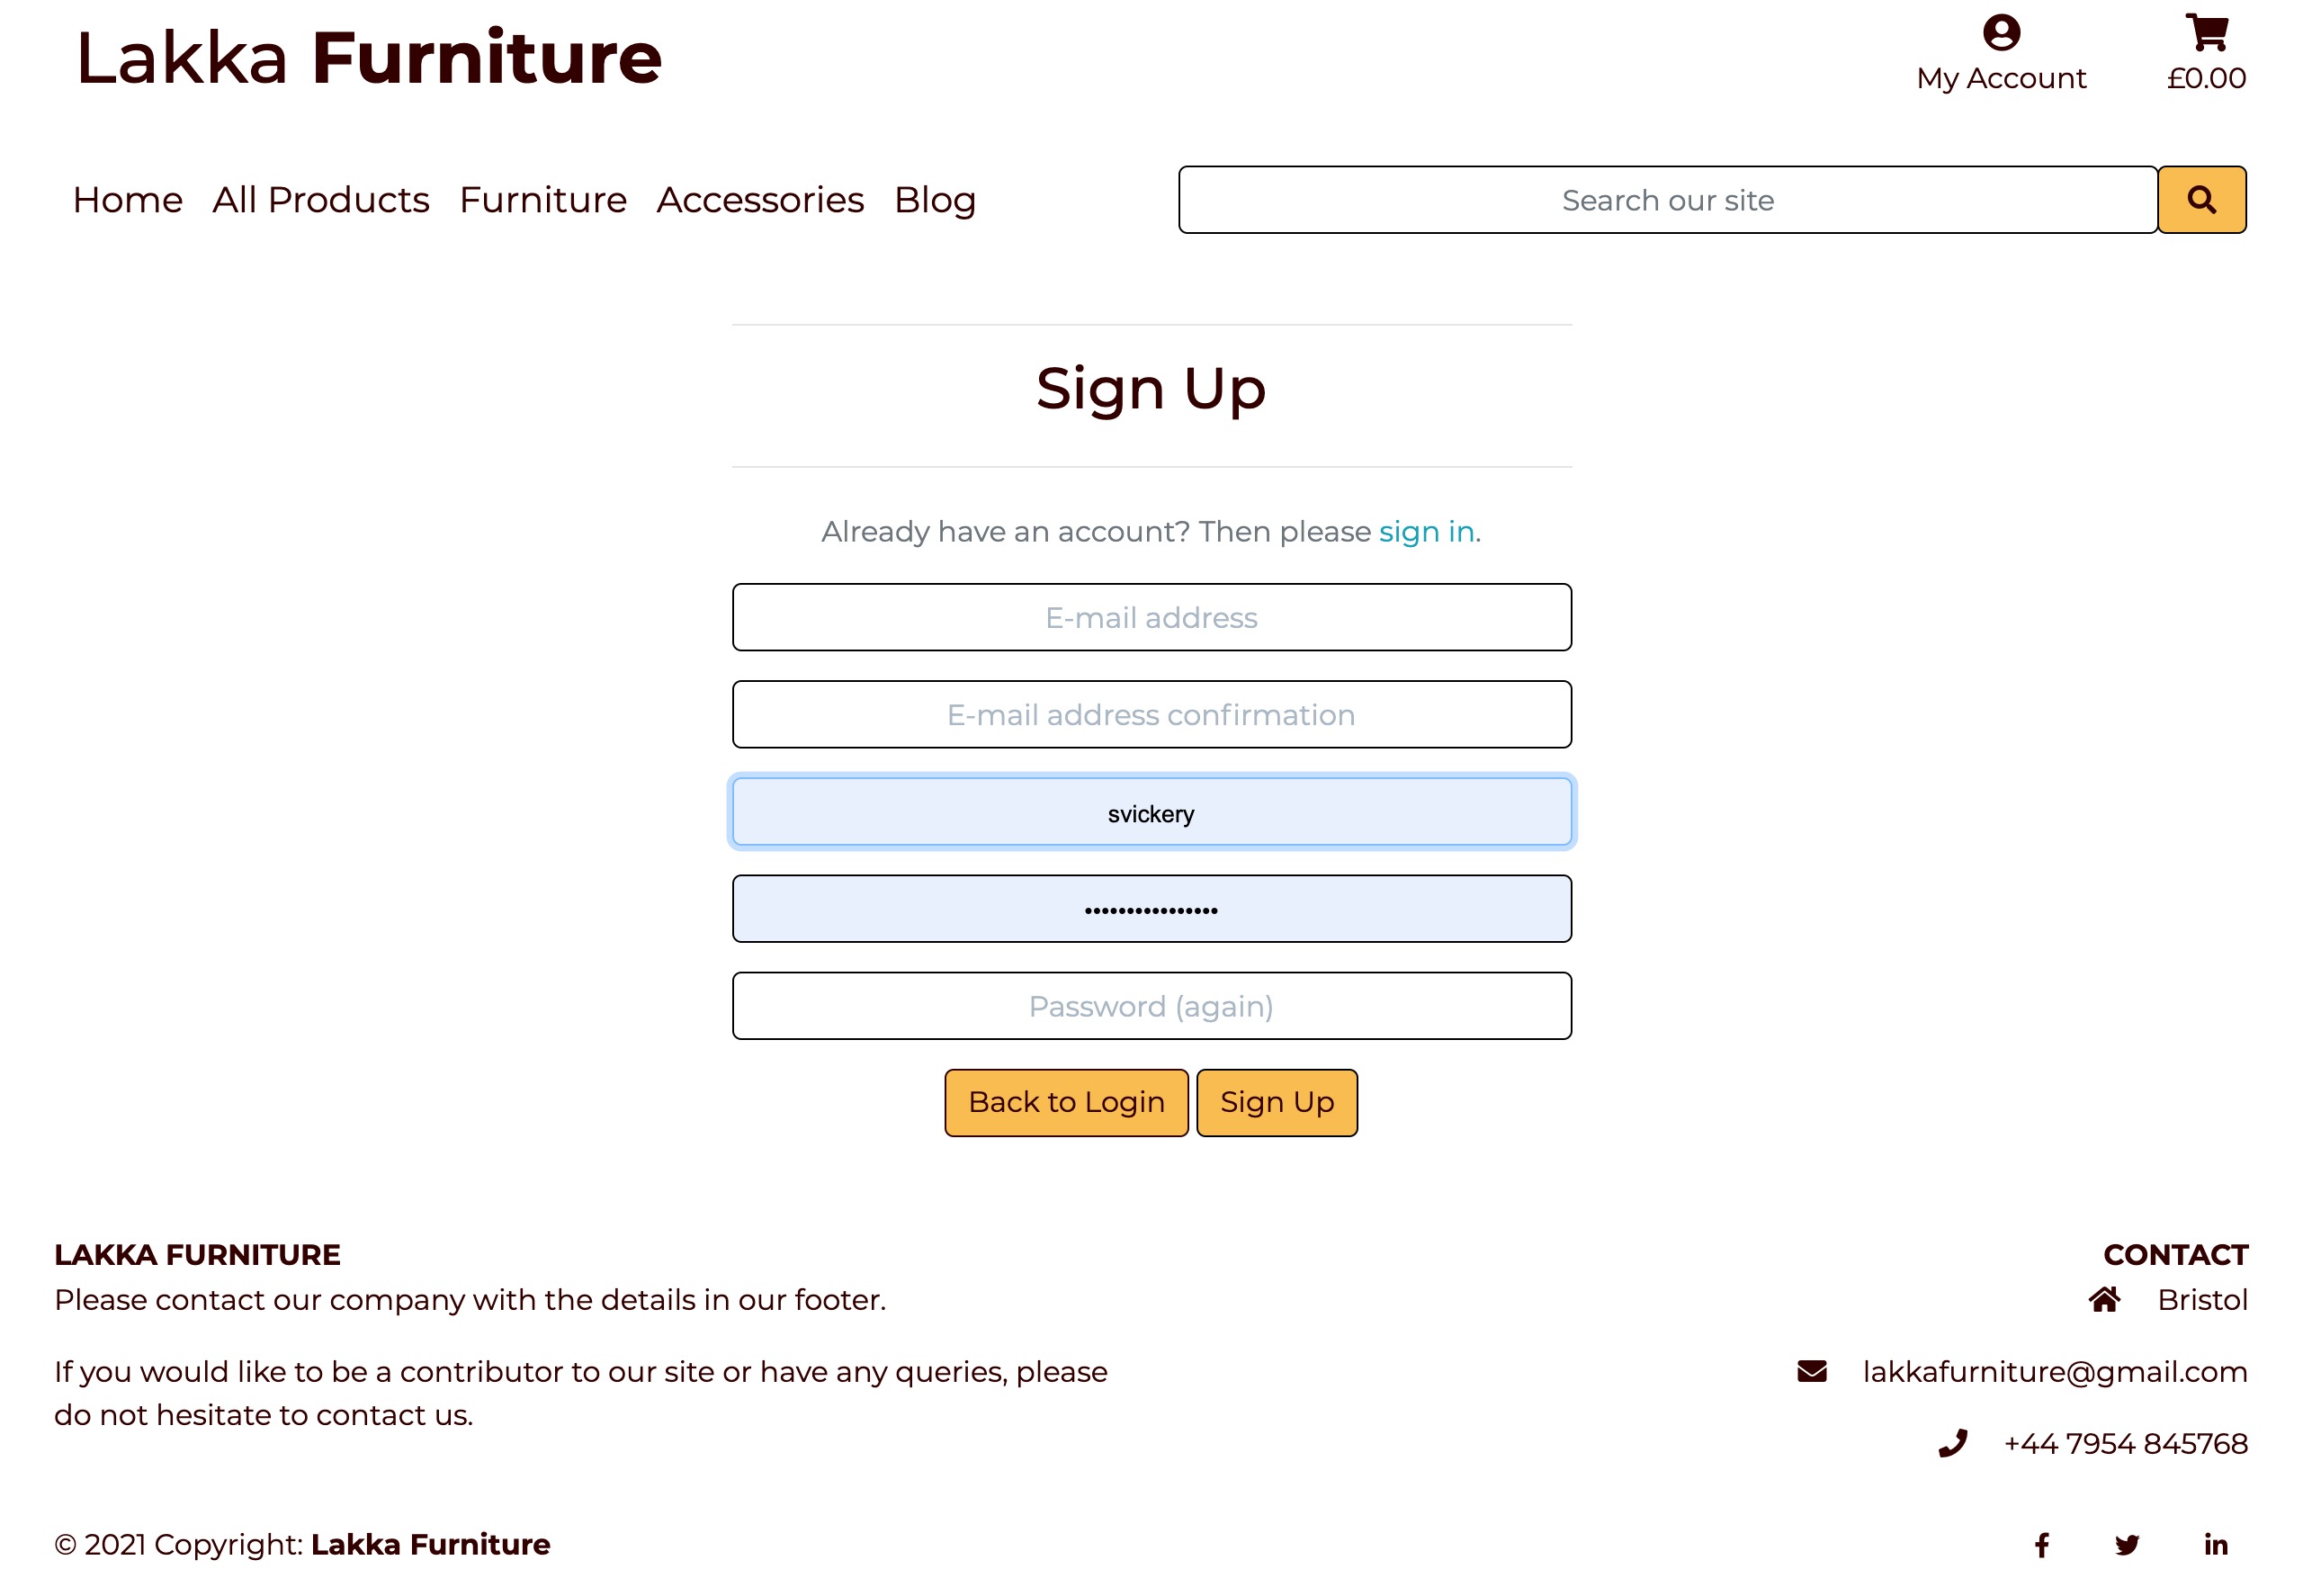 Lakka Furniture
My Account
£0.00
Home All Products Furniture Accessories Blog
Search our site
Sign Up
Already have an account? Then please sign in.
E-mail address
E-mail address confirmation
svickery
••••••••••••••••
Password (again)
Back to Login
Sign Up
LAKKA FURNITURE
Please contact our company with the details in our footer.
If you would like to be a contributor to our site or have any queries, please
do not hesitate to contact us.
CONTACT
Bristol
lakkafurniture@gmail.com
+44 7954 845768
© 2021 Copyright: Lakka Furniture